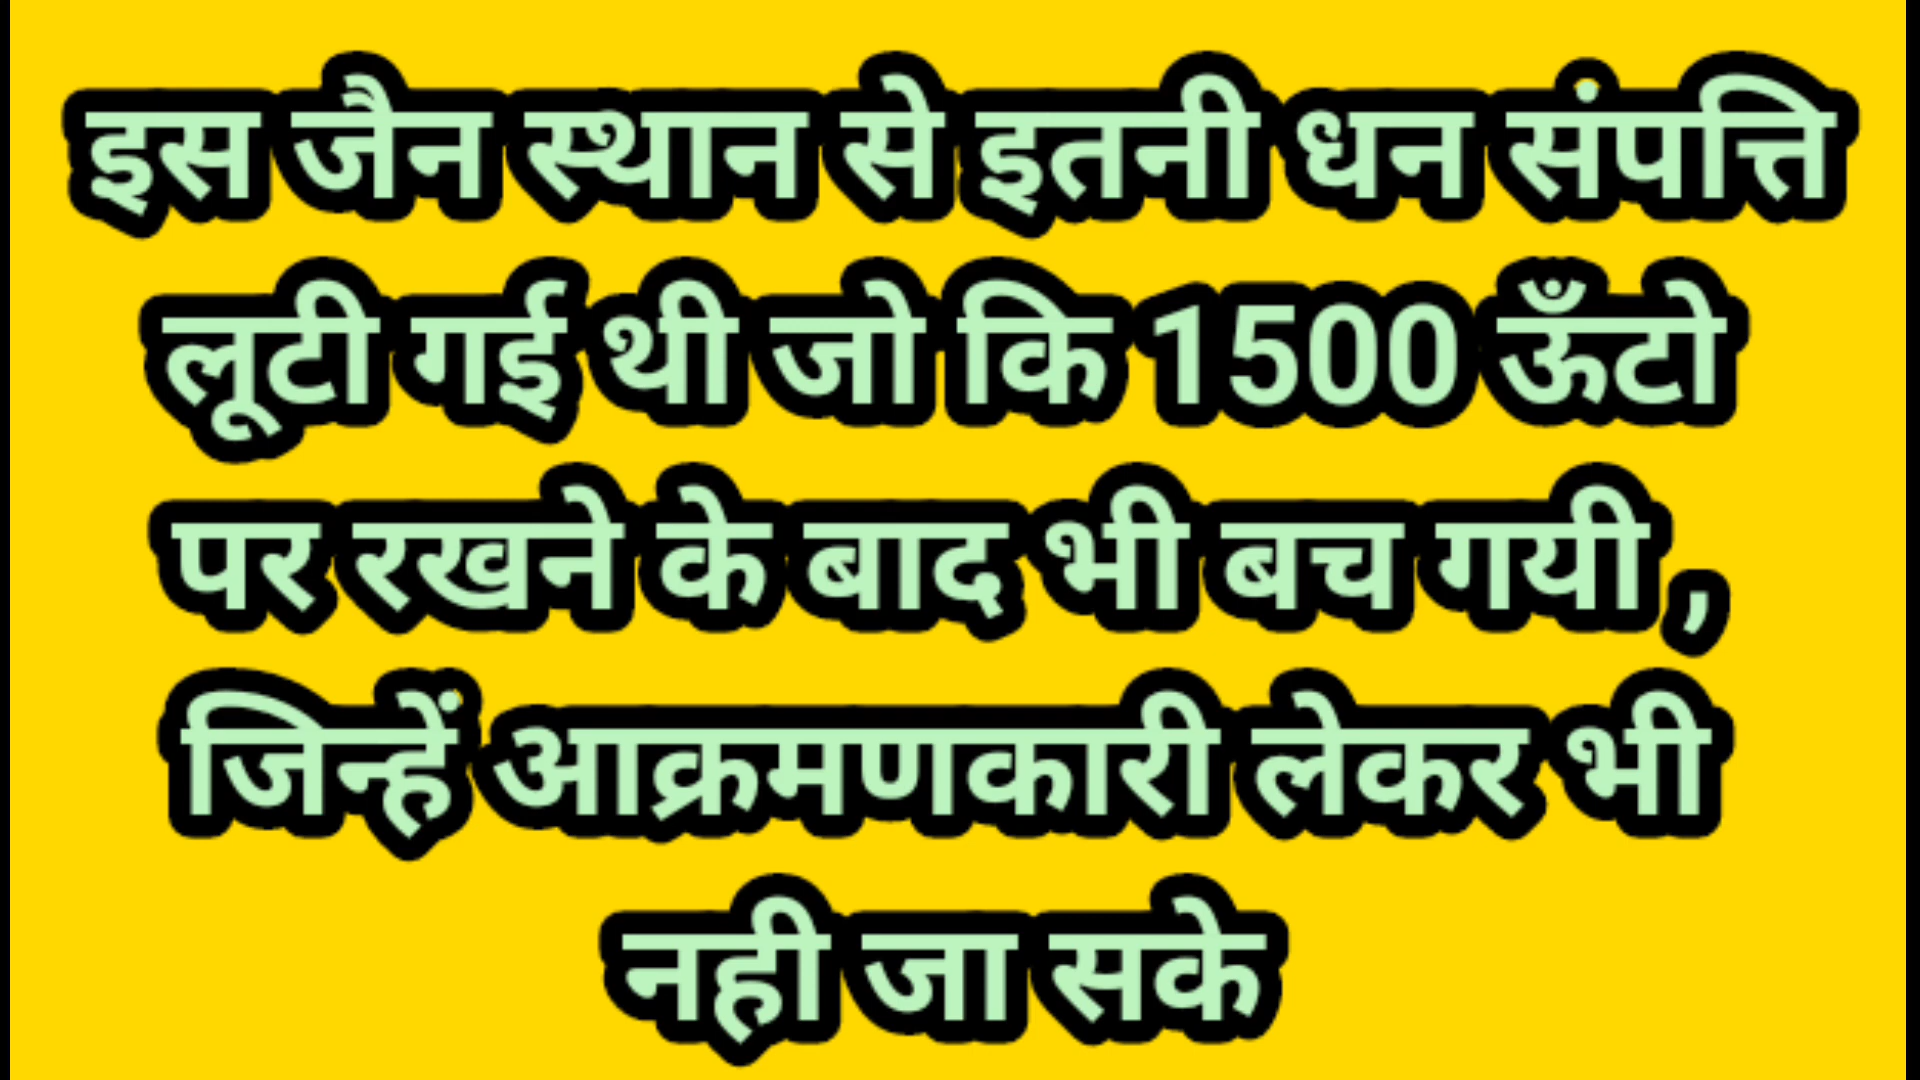 इस जैन स्थान से इतनी धन संपत्ति
लूटी गई थी जो कि 1500 ऊँटो
पर रखने के बाद भी बच गयी ,
जिन्हें आक्रमणकारी लेकर भी
नही जा सके